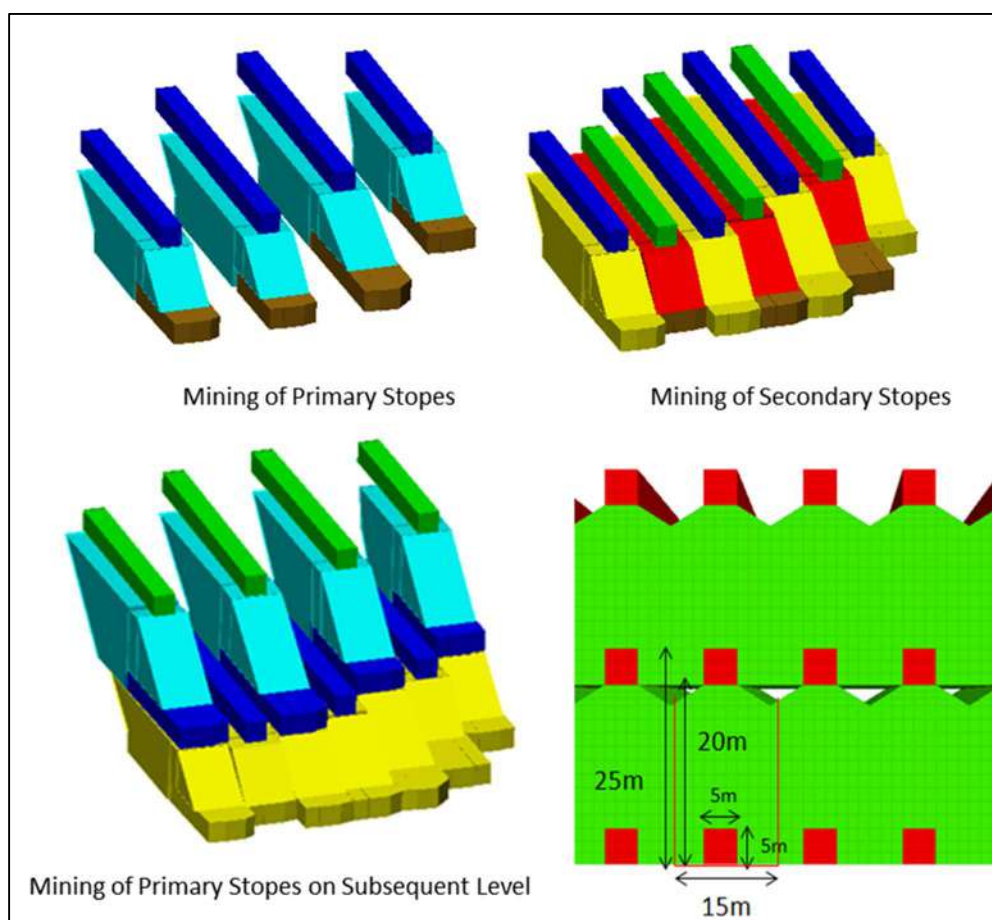 Mining of Primary Stopes
Mining of Secondary Stopes
Mining of Primary Stopes on Subsequent Level
25m
20m
5m
5m
15m